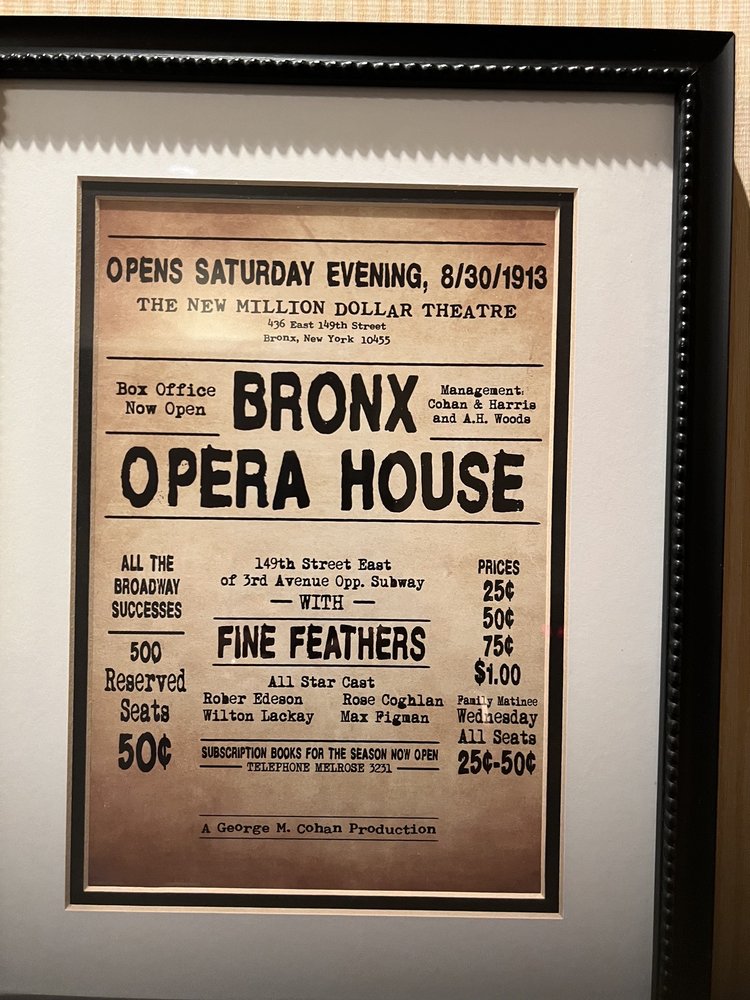 OPENS SATURDAY EVENING, 8/30/1913
THE NEW MILLION DOLLAR THEATRE
436 East 149th Street
Bronx, New York 10455
Box Office
Now Open
BRONX
Management:
Cohan & Harris
and A.H. Woods
OPERA HOUSE
ALL THE
BROADWAY
SUCCESSES
500
Reserved
Seats
50¢
149th Street East
of 3rd Avenue Opp. Subway
— WITH —
FINE FEATHERS
All Star Cast
Rober Edeson Rose Coghlan
Wilton Lackay Max Figman
SUBSCRIPTION BOOKS FOR THE SEASON NOW OPEN
TELEPHONE MELROSE 3231
PRICES
25¢
50¢
75¢
$1.00
Family Matinee
Wednesday
All Seats
25¢-50¢
A George M. Cohan Production